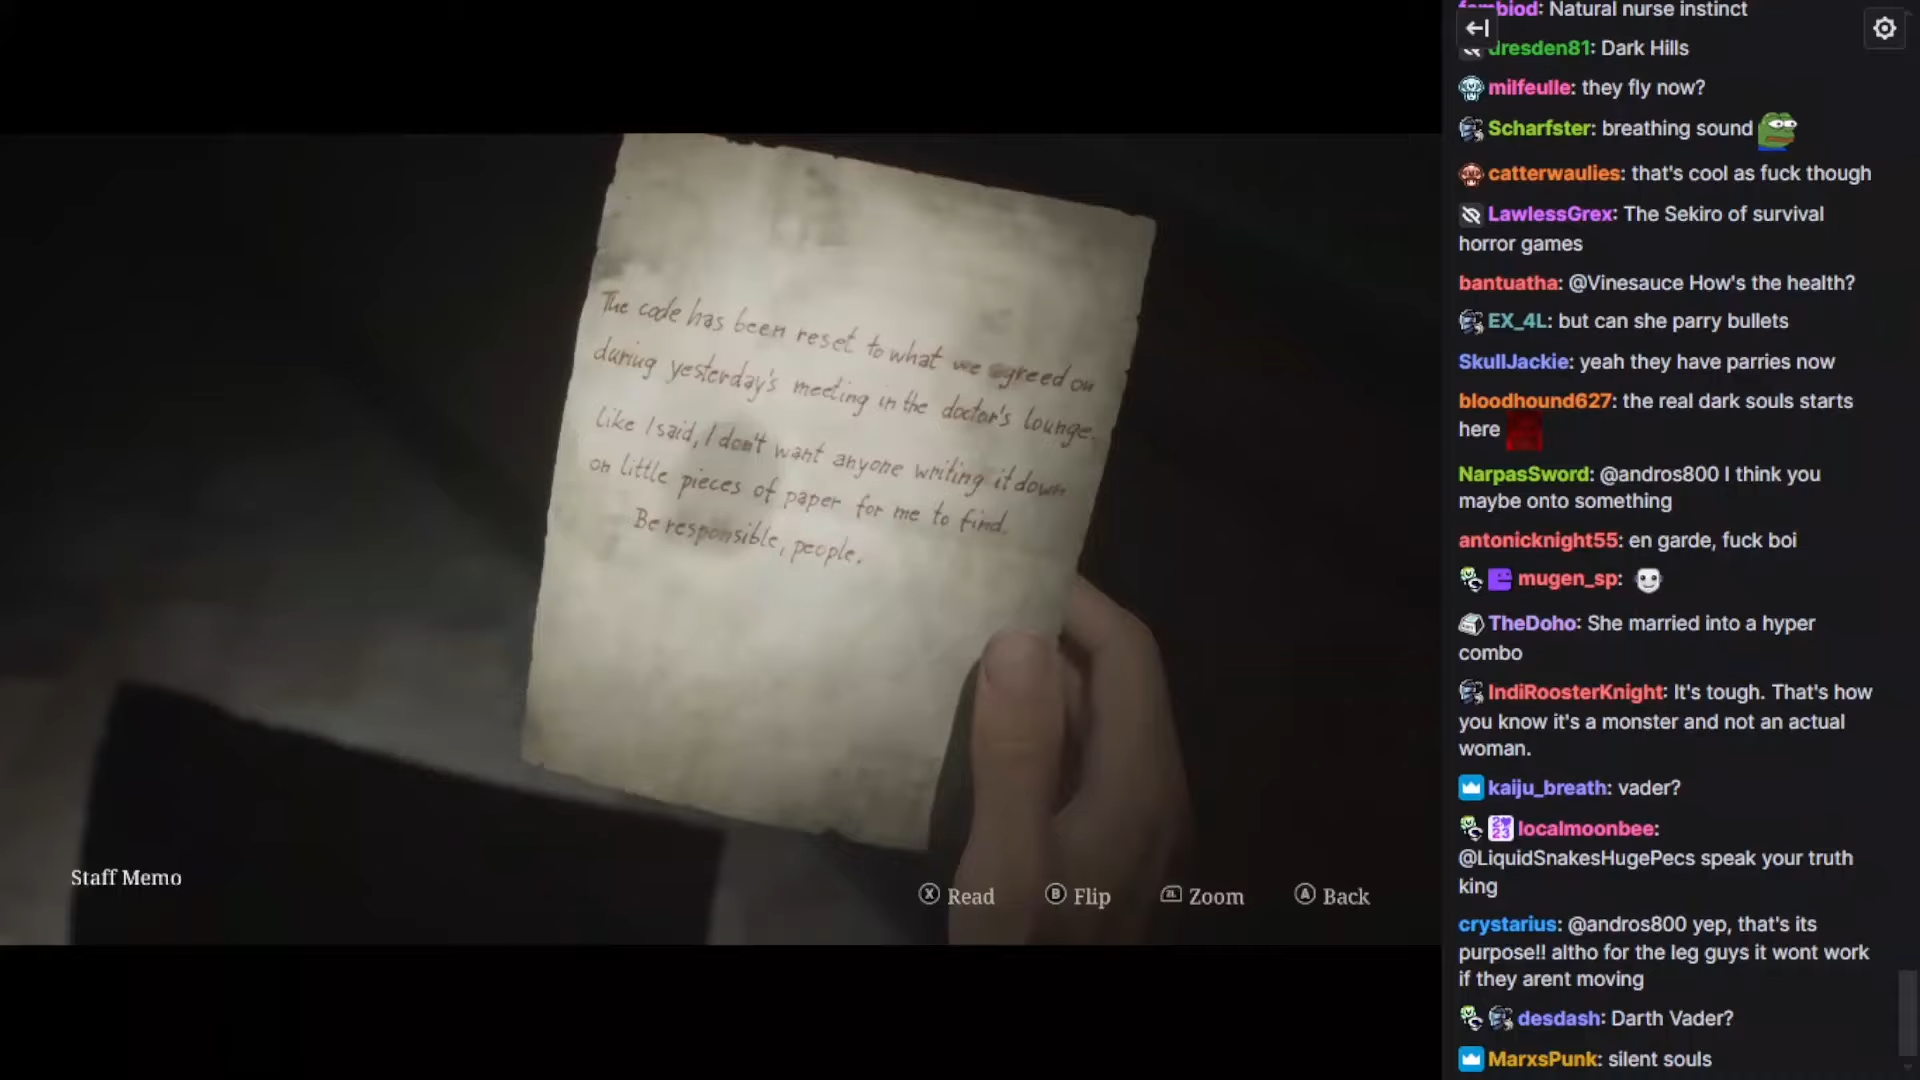 The code has been reset to what we agreed on
during yesterday's meeting in the doctor's lounge.
Like I said, I don't want anyone writing it down
on little pieces of paper for me to find.
Be responsible, people.
Staff Memo
X Read
B Flip
ZL Zoom
A Back
fambiod: Natural nurse instinct
dresden81: Dark Hills
milfeulle: they fly now?
Scharfster: breathing sound
catterwaulies: that's cool as fuck though
LawlessGrex: The Sekiro of survival
horror games
bantuatha: @Vinesauce How's the health?
EX_4L: but can she parry bullets
SkullJackie: yeah they have parries now
bloodhound627: the real dark souls starts
here
NarpasSword: @andros800 I think you
maybe onto something
antonicknight55: en garde, fuck boi
mugen_sp:
TheDoho: She married into a hyper
combo
IndiRoosterKnight: It's tough. That's how
you know it's a monster and not an actual
woman.
kaiju_breath: vader?
localmoonbee:
@LiquidSnakesHugePecs speak your truth
king
crystarius: @andros800 yep, that's its
purpose!! altho for the leg guys it wont work
if they arent moving
desdash: Darth Vader?
MarxsPunk: silent souls